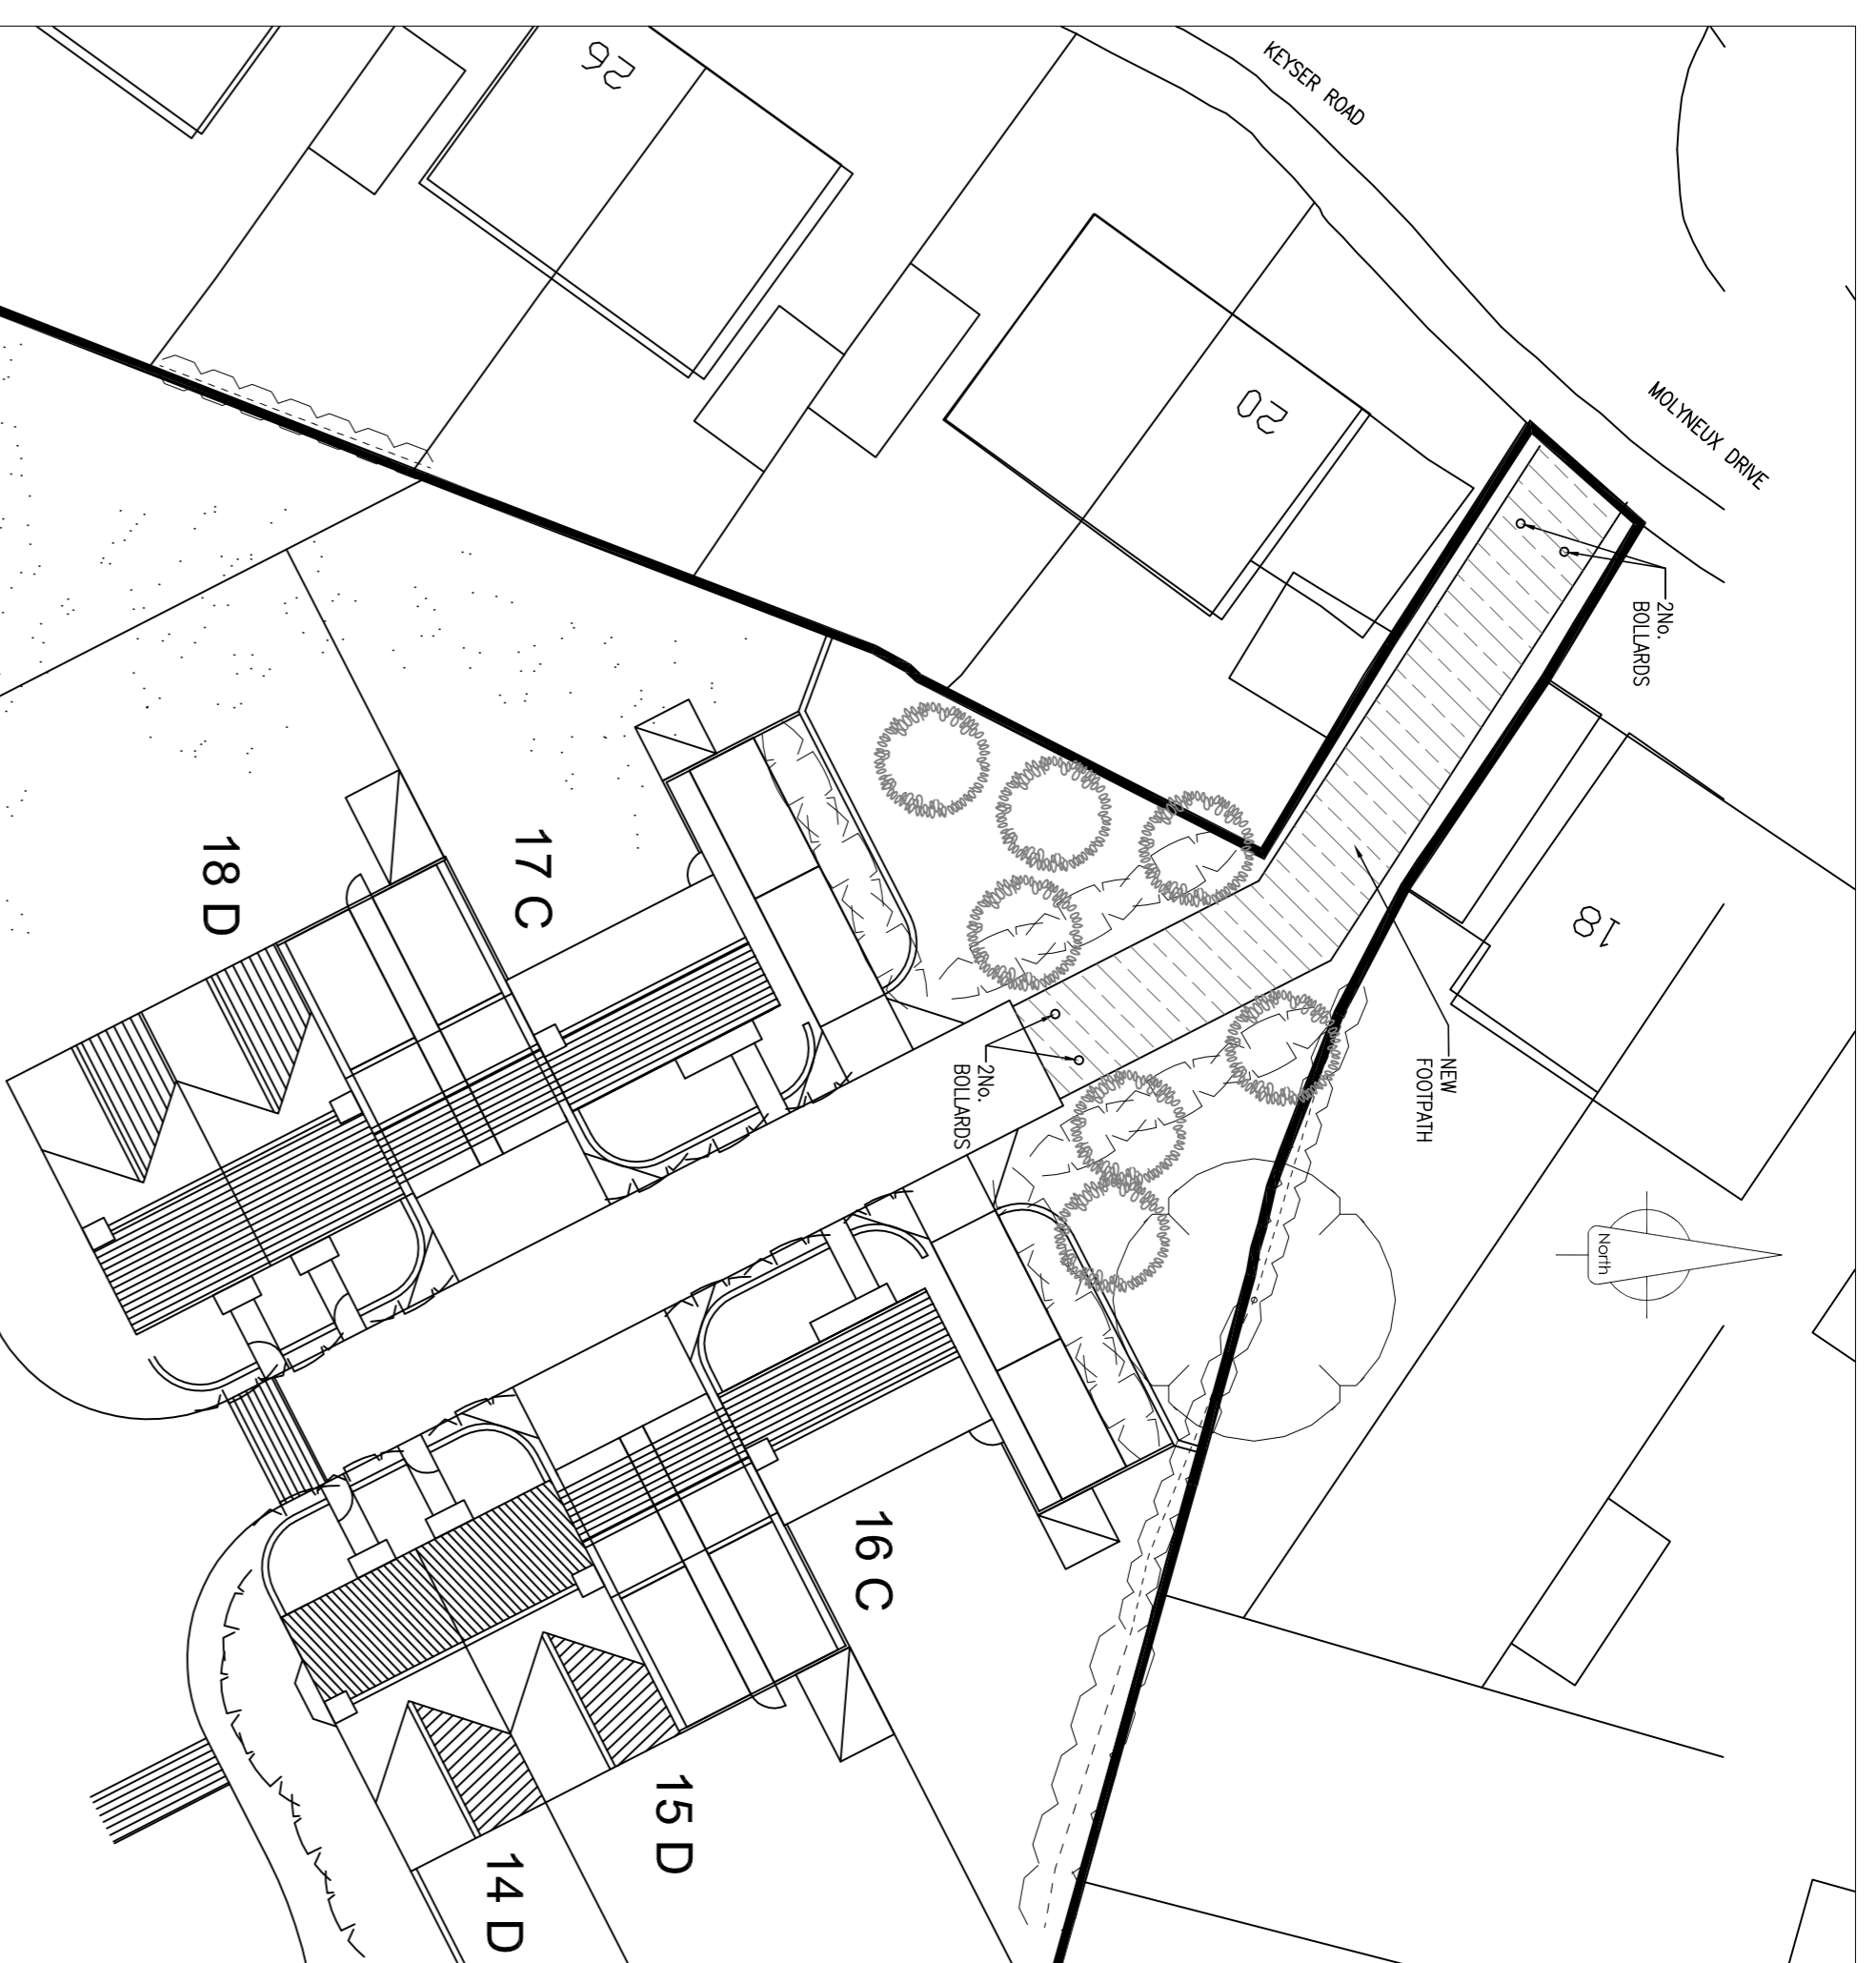 KEYSER ROAD
MOLYNEUX DRIVE
26
20
18
2No.
BOLLARDS
NEW
FOOTPATH
2No.
BOLLARDS
North
18 D
17 C
16 C
15 D
14 D